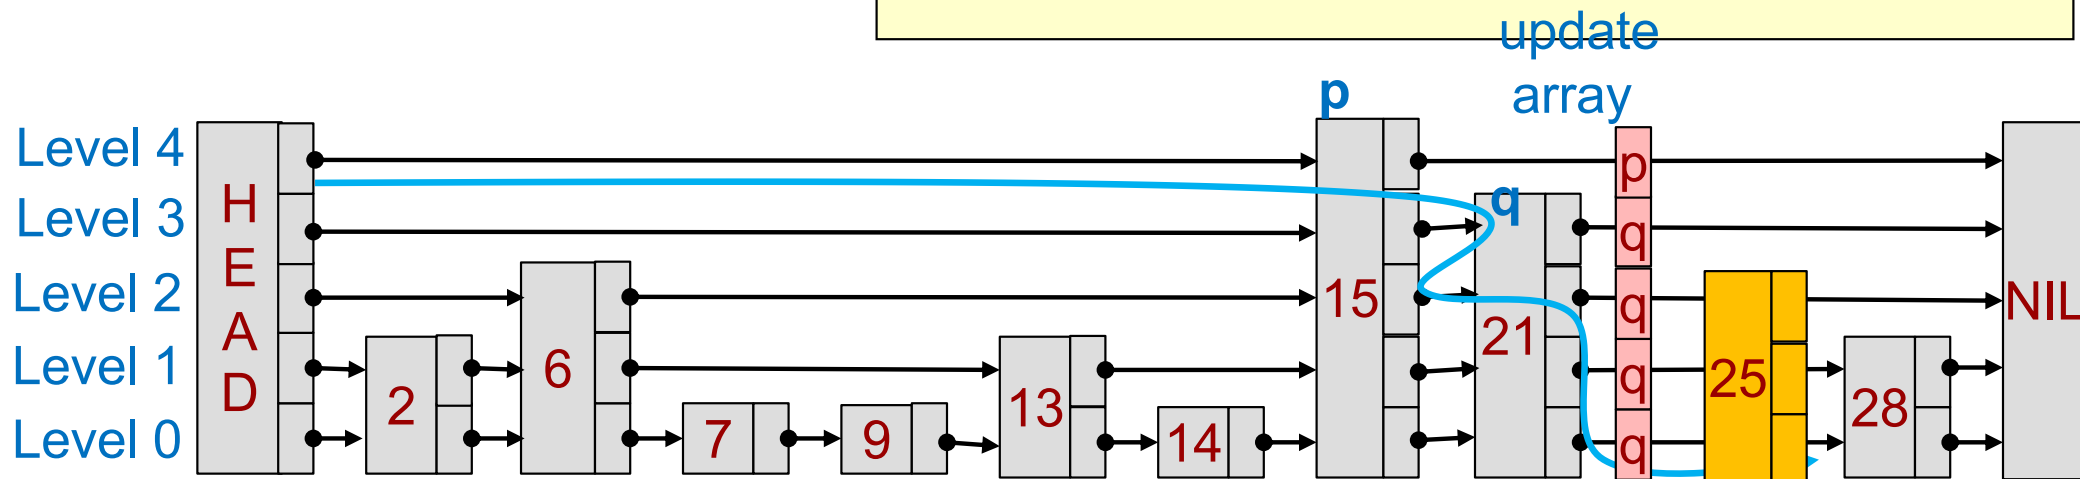 update
array
p
Level 4
Level 3
Level 2
Level 1
Level 0
H
E
A
D
2
6
7
9
13
14
15
q
21
p
q
q
q
q
25
28
NIL